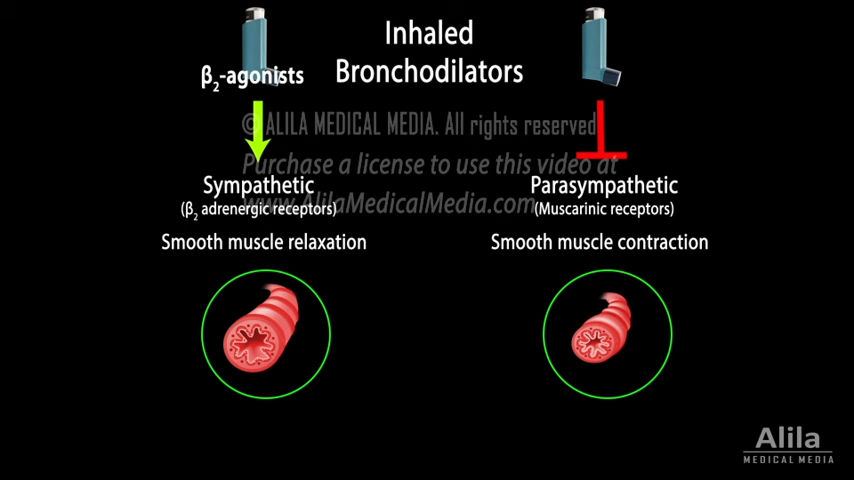 Inhaled
Bronchodilators
β2-agonists
© ALILA MEDICAL MEDIA. All rights reserved
Purchase a license to use this video at
www.AlilaMedicalMedia.com
Sympathetic
(β2 adrenergic receptors)
Smooth muscle relaxation
Parasympathetic
(Muscarinic receptors)
Smooth muscle contraction
Alila
MEDICAL MEDIA